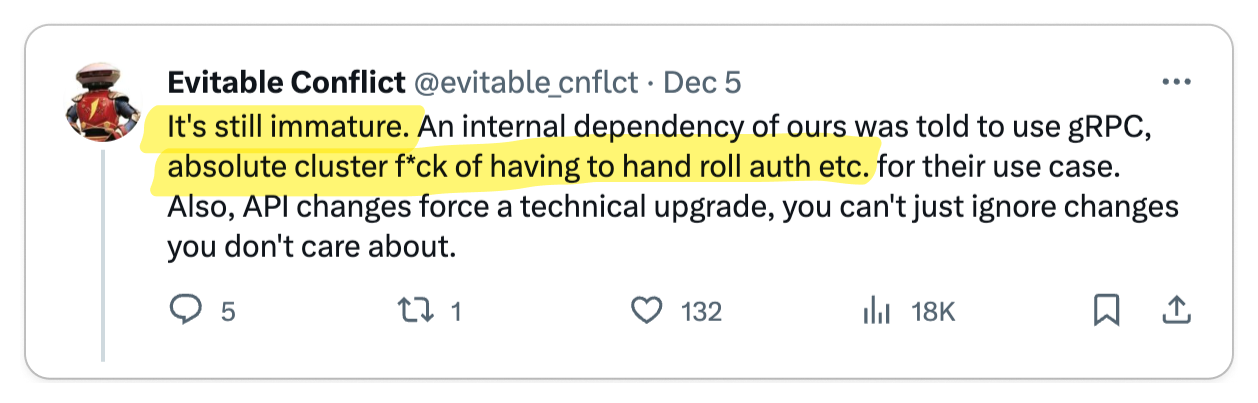 Evitable Conflict @evitable_cnflct · Dec 5
It's still immature. An internal dependency of ours was told to use gRPC,
absolute cluster f*ck of having to hand roll auth etc. for their use case.
Also, API changes force a technical upgrade, you can't just ignore changes
you don't care about.
5 1 132 18K